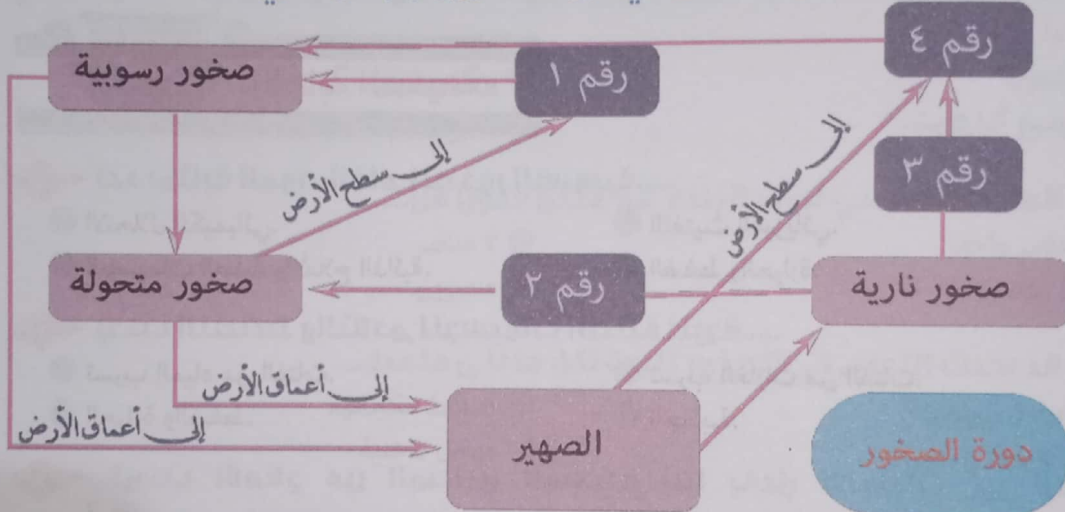 رقم ٤
رقم ١
صخور رسوبية
إلى سطح الأرض
إلى سطح الأرض
رقم ٣
صخور نارية
رقم ٢
صخور متحولة
إلى أعماق الأرض
إلى أعماق الأرض
الصهير
دورة الصخور